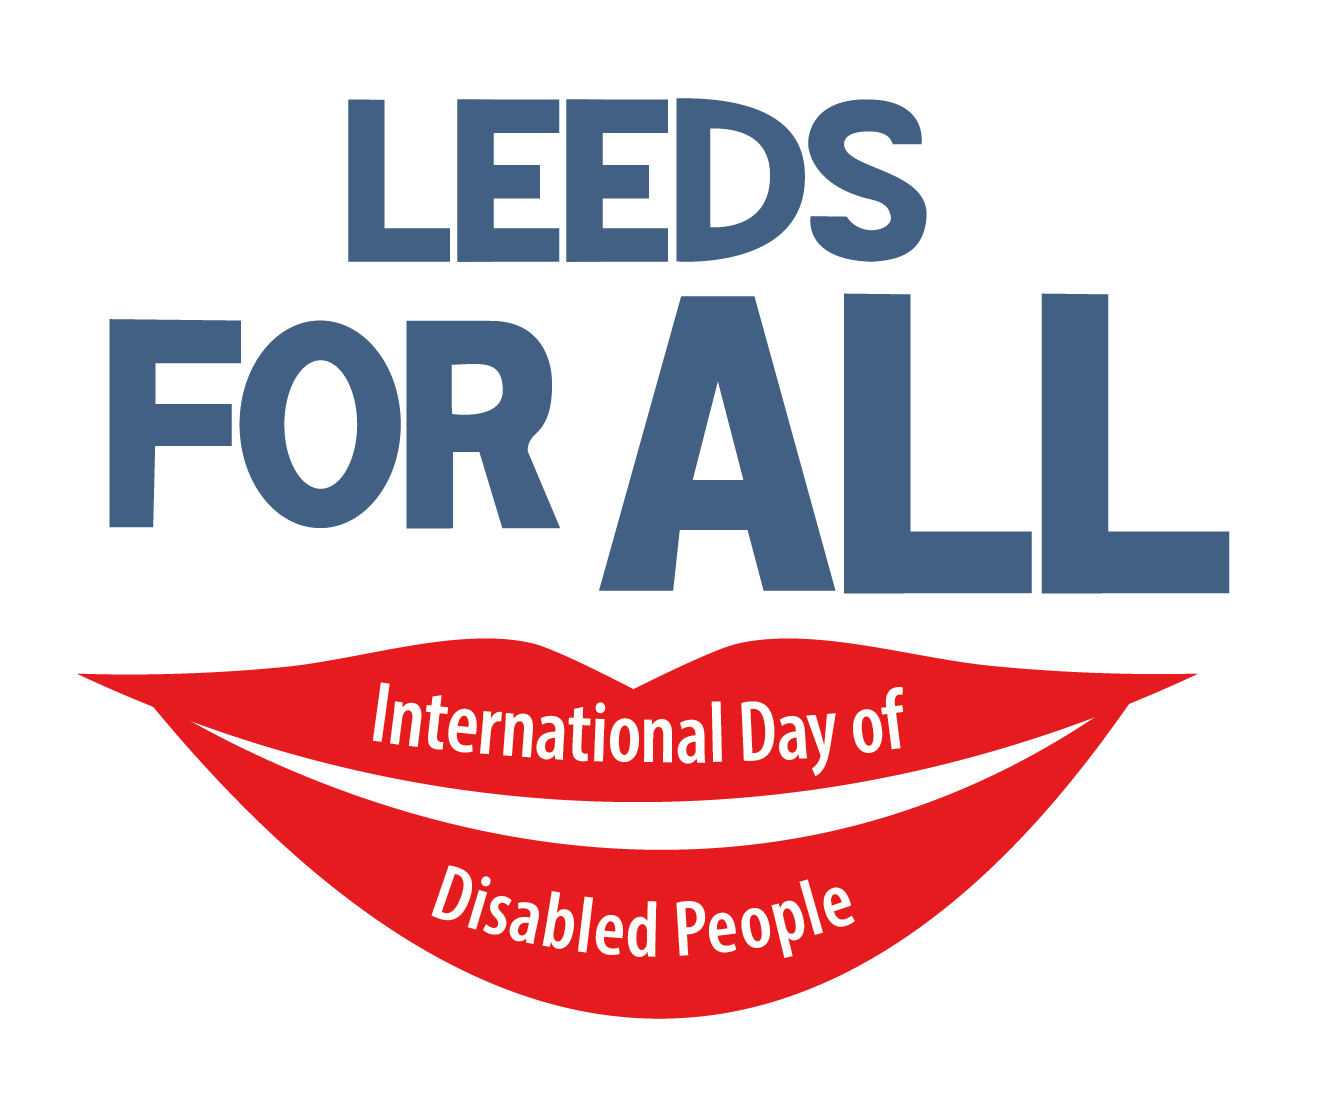 LEEDS
FOR ALL
International Day of
Disabled People